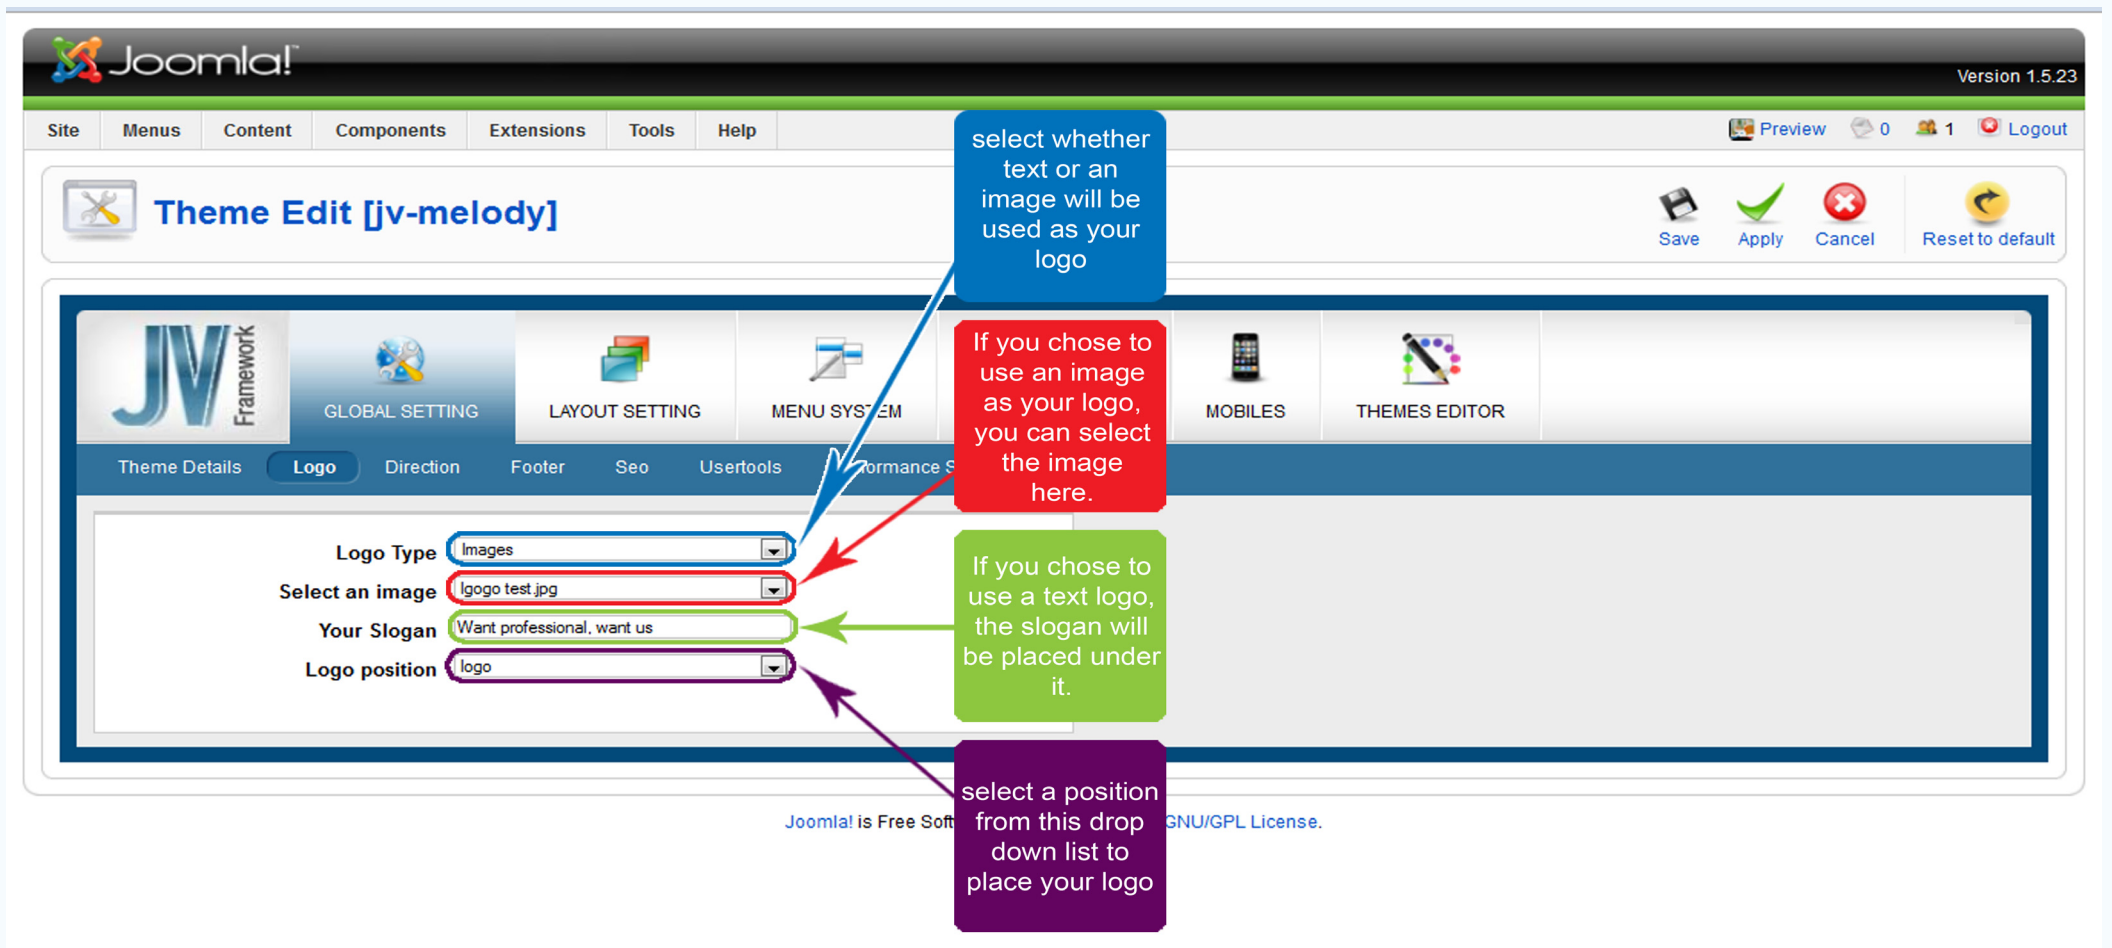 Joomla!™
Version 1.5.23
Site Menus Content Components Extensions Tools Help
Preview 0 1 Logout
Theme Edit [jv-melody]
Save Apply Cancel Reset to default
select whether
text or an
image will be
used as your
logo
JV Framework
GLOBAL SETTING LAYOUT SETTING MENU SYSTEM MOBILES THEMES EDITOR
If you chose to
use an image
as your logo,
you can select
the image
here.
Theme Details Logo Direction Footer Seo Usertools
Logo Type Images
Select an image lgogo test.jpg
Your Slogan Want professional, want us
Logo position logo
If you chose to
use a text logo,
the slogan will
be placed under
it.
select a position
from this drop
down list to
place your logo
Joomla! is Free GNU/GPL License.